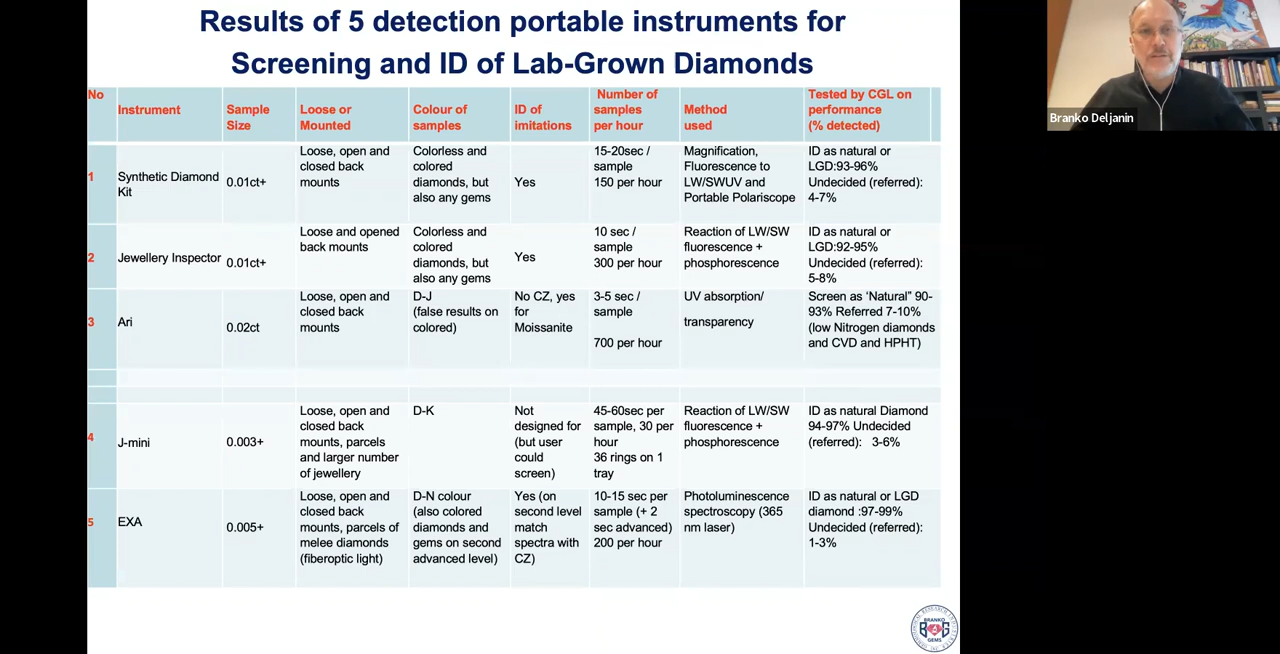 Results of 5 detection portable instruments for
Screening and ID of Lab-Grown Diamonds
No
Instrument
Sample
Size
Loose or
Mounted
Colour of
samples
ID of
imitations
Number of
samples
per hour
Method
used
Tested by CGL on
performance
(% detected)
1
Synthetic Diamond
Kit
0.01ct+
Loose, open and
closed back
mounts
Colorless and
colored
diamonds, but
also any gems
Yes
15-20sec /
sample
150 per hour
Magnification,
Fluorescence to
LW/SWUV and
Portable Polariscope
ID as natural or
LGD:93-96%
Undecided (referred):
4-7%
2
Jewellery Inspector
0.01ct+
Loose and opened
back mounts
Colorless and
colored
diamonds, but
also any gems
Yes
10 sec /
sample
300 per hour
Reaction of LW/SW
fluorescence +
phosphorescence
ID as natural or
LGD:92-95%
Undecided (referred):
5-8%
3
Ari
0.02ct
Loose, open and
closed back
mounts
D-J
(false results on
colored)
No CZ, yes
for
Moissanite
3-5 sec /
sample
700 per hour
UV absorption/
transparency
Screen as ‘Natural” 90-
93% Referred 7-10%
(low Nitrogen diamonds
and CVD and HPHT)
4
J-mini
0.003+
Loose, open and
closed back
mounts, parcels
and larger number
of jewellery
D-K
Not
designed for
(but user
could
screen)
45-60sec per
sample, 30 per
hour
36 rings on 1
tray
Reaction of LW/SW
fluorescence +
phosphorescence
ID as natural Diamond
94-97% Undecided
(referred): 3-6%
5
EXA
0.005+
Loose, open and
closed back
mounts, parcels of
melee diamonds
(fiberoptic light)
D-N colour
(also colored
diamonds and
gems on second
advanced level)
Yes (on
second level
match
spectra with
CZ)
10-15 sec per
sample (+ 2
sec advanced)
200 per hour
Photoluminescence
spectroscopy (365
nm laser)
ID as natural or LGD
diamond :97-99%
Undecided (referred):
1-3%
Branko Deljanin
BRANKO
GEMS